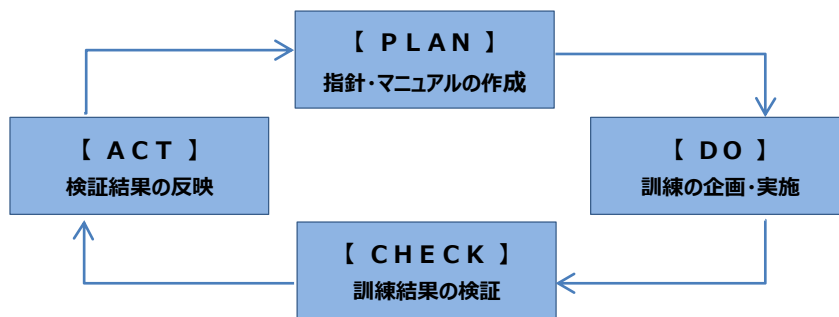 【 PLAN 】
指針・マニュアルの作成
【 ACT 】
検証結果の反映
【 DO 】
訓練の企画・実施
【 CHECK 】
訓練結果の検証